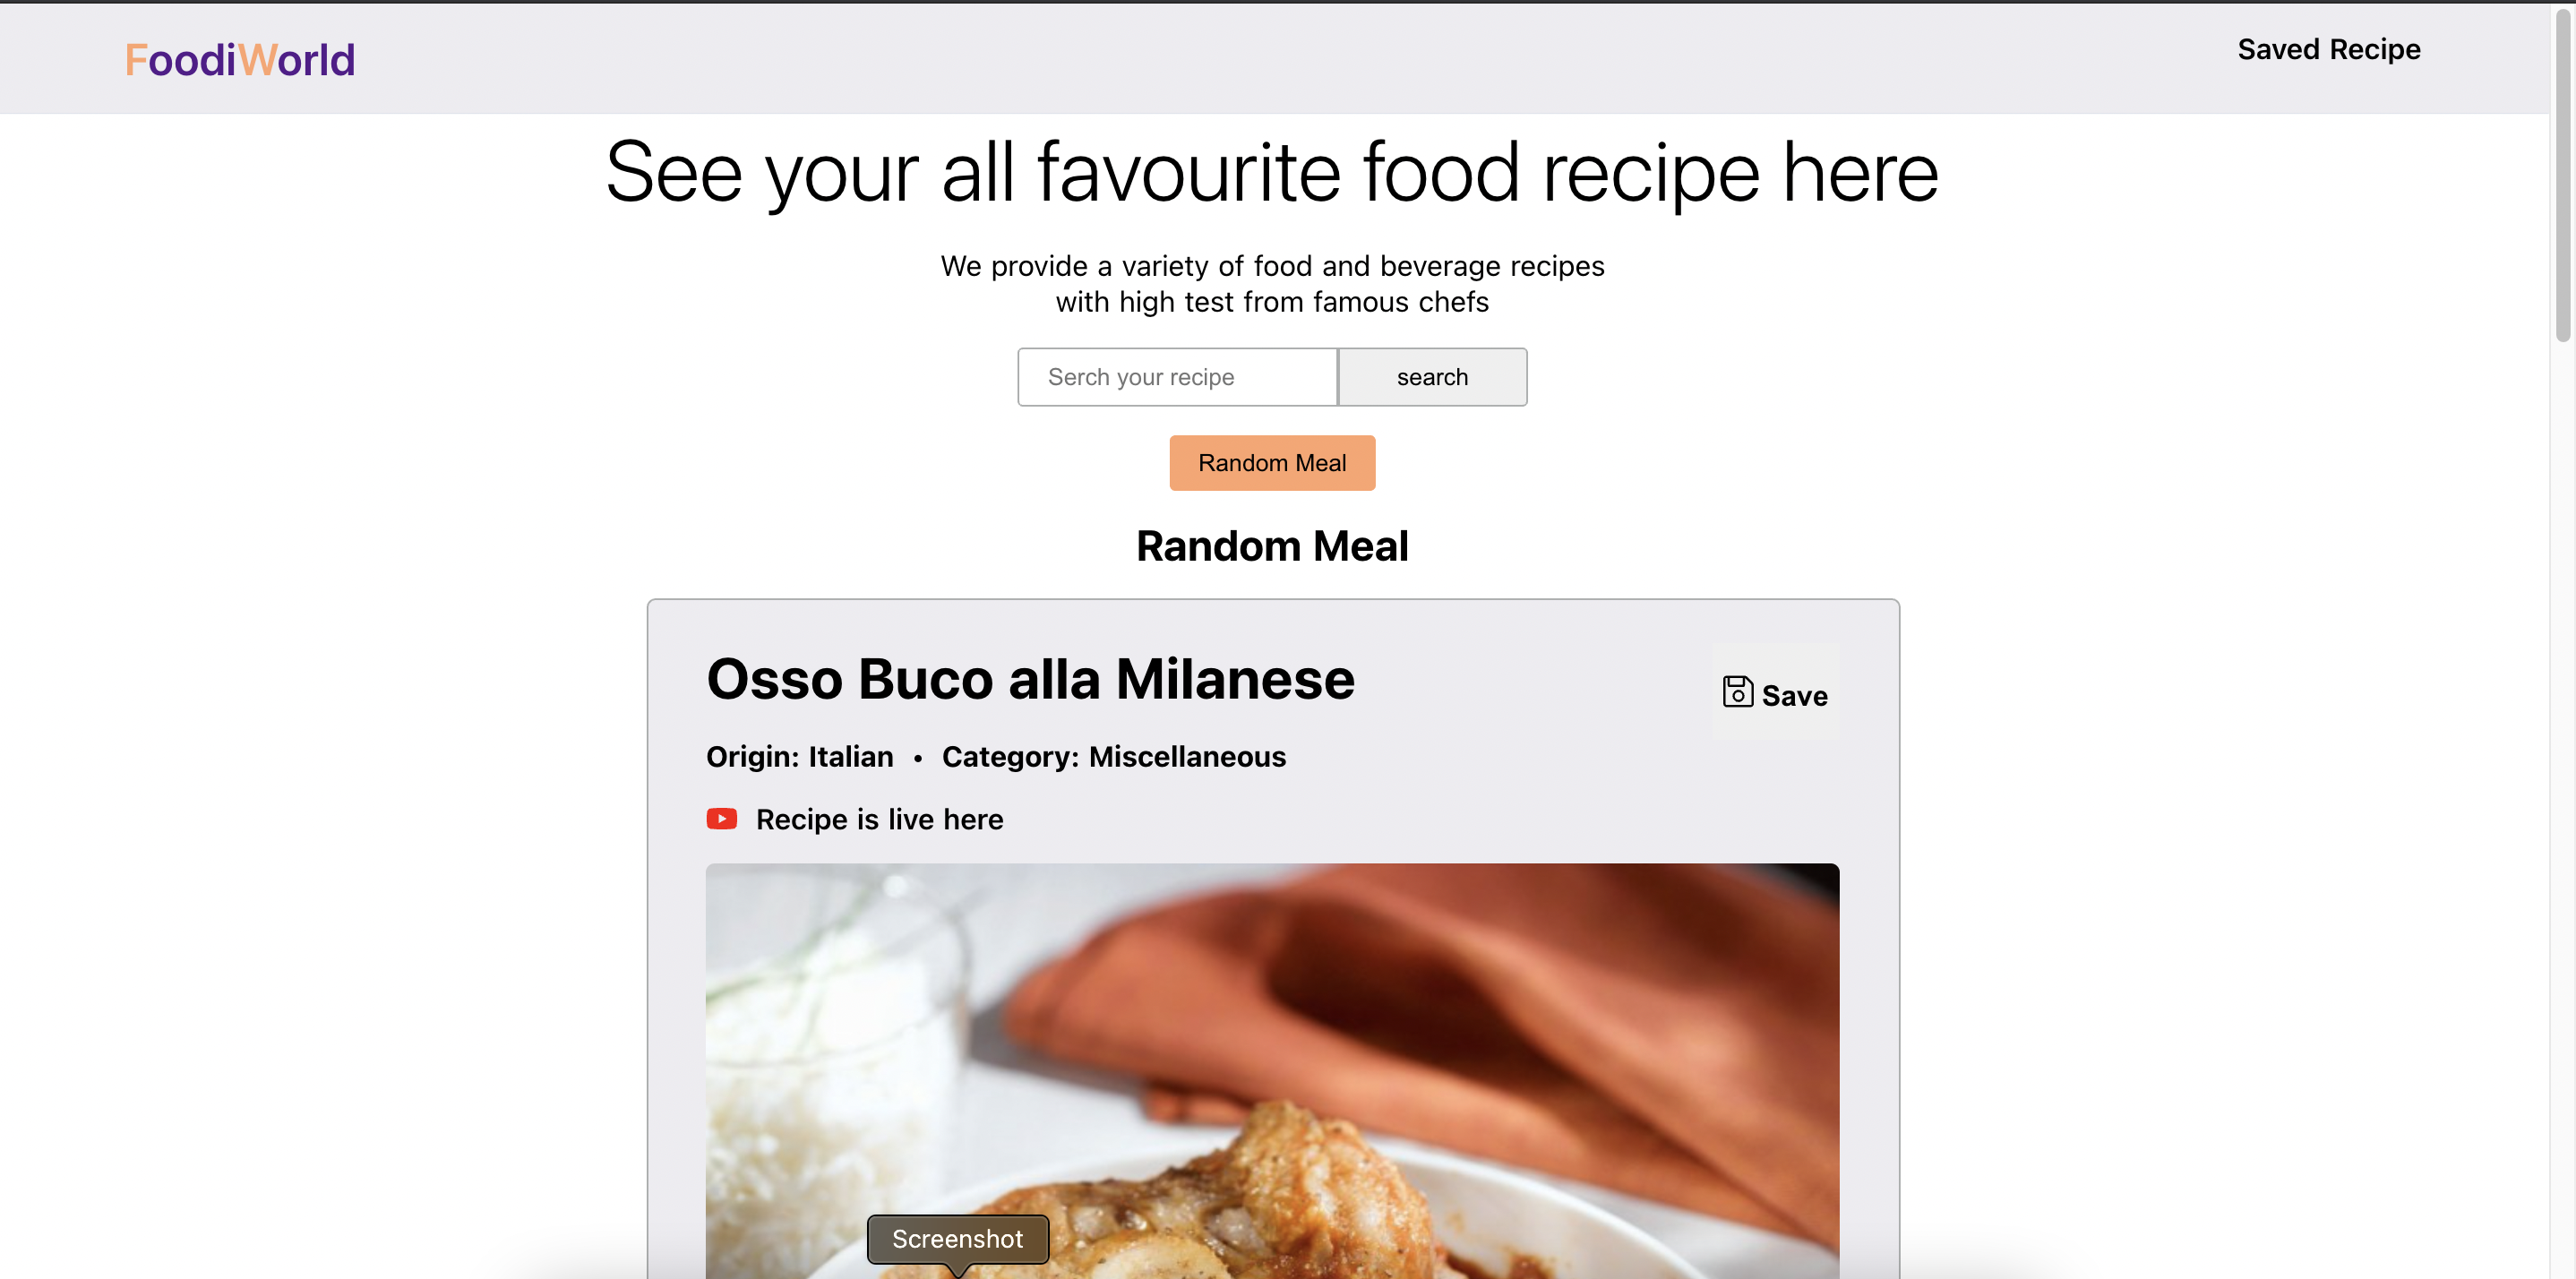 FoodiWorld
Saved Recipe
See your all favourite food recipe here
We provide a variety of food and beverage recipes
with high test from famous chefs
Serch your recipe
search
Random Meal
Random Meal
Osso Buco alla Milanese
Save
Origin: Italian • Category: Miscellaneous
Recipe is live here
Screenshot